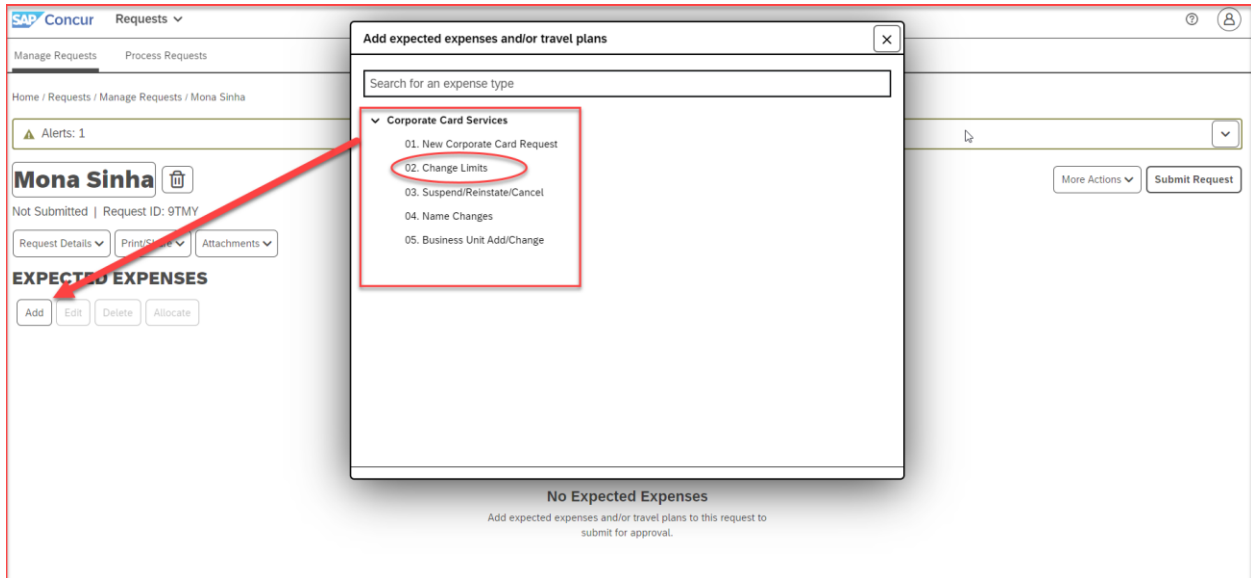 SAP Concur Requests
Manage Requests Process Requests
Home / Requests / Manage Requests / Mona Sinha
Alerts: 1
Mona Sinha
Not Submitted | Request ID: 9TMY
Request Details Print/Share Attachments
More Actions Submit Request
EXPECTED EXPENSES
Add Edit Delete Allocate
Add expected expenses and/or travel plans
Search for an expense type
Corporate Card Services
01. New Corporate Card Request
02. Change Limits
03. Suspend/Reinstate/Cancel
04. Name Changes
05. Business Unit Add/Change
No Expected Expenses
Add expected expenses and/or travel plans to this request to
submit for approval.